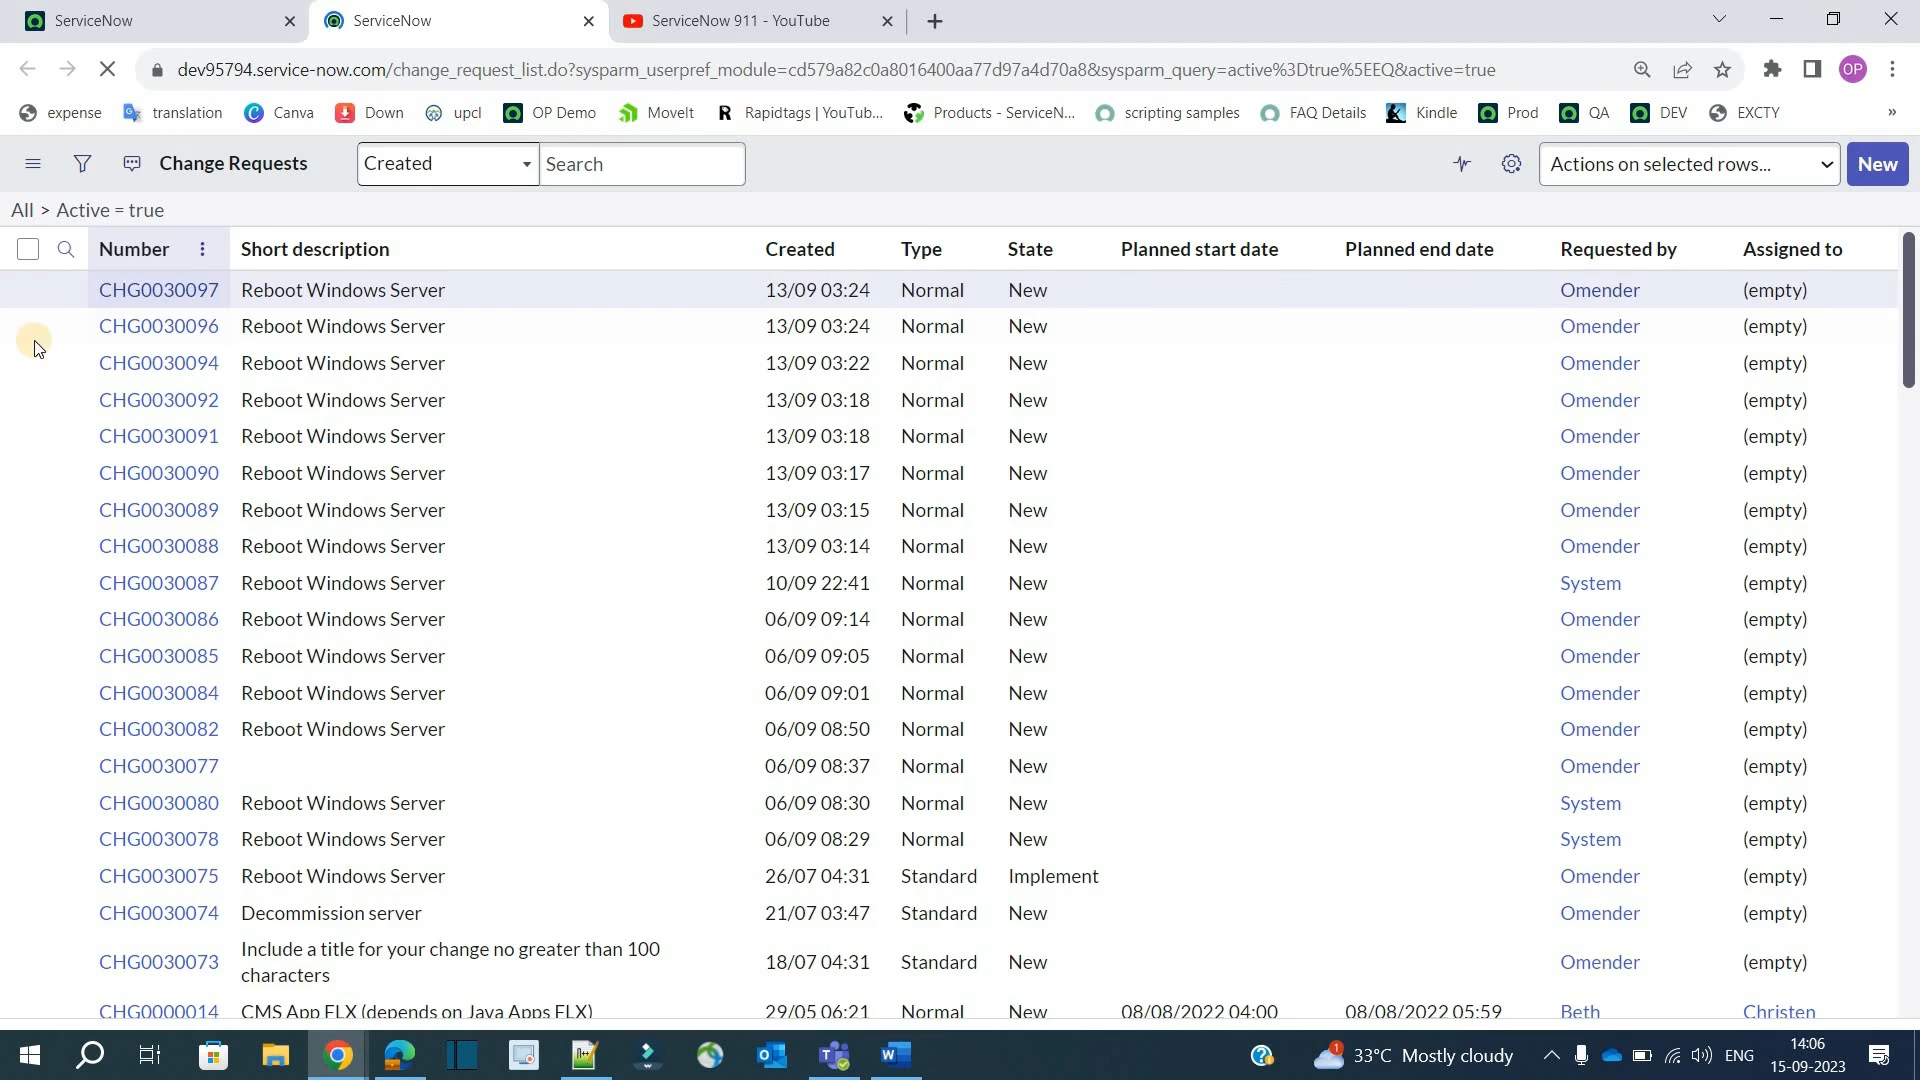 ServiceNow
ServiceNow
ServiceNow 911 - YouTube
dev95794.service-now.com/change_request_list.do?sysparm_userpref_module=cd579a82c0a8016400aa77d97a4d70a8&sysparm_query=active%3Dtrue%5EEQ&active=true
OP
expense translation Canva Down upcl OP Demo MoveIt Rapidtags | YouTub... Products - ServiceN... scripting samples FAQ Details Kindle Prod QA DEV EXCTY »
Change Requests Created Search Actions on selected rows... New
All > Active = true
Number Short description Created Type State Planned start date Planned end date Requested by Assigned to
CHG0030097 Reboot Windows Server 13/09 03:24 Normal New Omender (empty)
CHG0030096 Reboot Windows Server 13/09 03:24 Normal New Omender (empty)
CHG0030094 Reboot Windows Server 13/09 03:22 Normal New Omender (empty)
CHG0030092 Reboot Windows Server 13/09 03:18 Normal New Omender (empty)
CHG0030091 Reboot Windows Server 13/09 03:18 Normal New Omender (empty)
CHG0030090 Reboot Windows Server 13/09 03:17 Normal New Omender (empty)
CHG0030089 Reboot Windows Server 13/09 03:15 Normal New Omender (empty)
CHG0030088 Reboot Windows Server 13/09 03:14 Normal New Omender (empty)
CHG0030087 Reboot Windows Server 10/09 22:41 Normal New System (empty)
CHG0030086 Reboot Windows Server 06/09 09:14 Normal New Omender (empty)
CHG0030085 Reboot Windows Server 06/09 09:05 Normal New Omender (empty)
CHG0030084 Reboot Windows Server 06/09 09:01 Normal New Omender (empty)
CHG0030082 Reboot Windows Server 06/09 08:50 Normal New Omender (empty)
CHG0030077 06/09 08:37 Normal New Omender (empty)
CHG0030080 Reboot Windows Server 06/09 08:30 Normal New System (empty)
CHG0030078 Reboot Windows Server 06/09 08:29 Normal New System (empty)
CHG0030075 Reboot Windows Server 26/07 04:31 Standard Implement Omender (empty)
CHG0030074 Decommission server 21/07 03:47 Standard New Omender (empty)
CHG0030073 Include a title for your change no greater than 100 characters 18/07 04:31 Standard New Omender (empty)
CHG0000014 CMS App FLX (depends on Java Apps FLX) 29/05 06:21 Normal New 08/08/2022 04:00 08/08/2022 05:59 Beth Christen
1 33°C Mostly cloudy ENG 14:06
15-09-2023